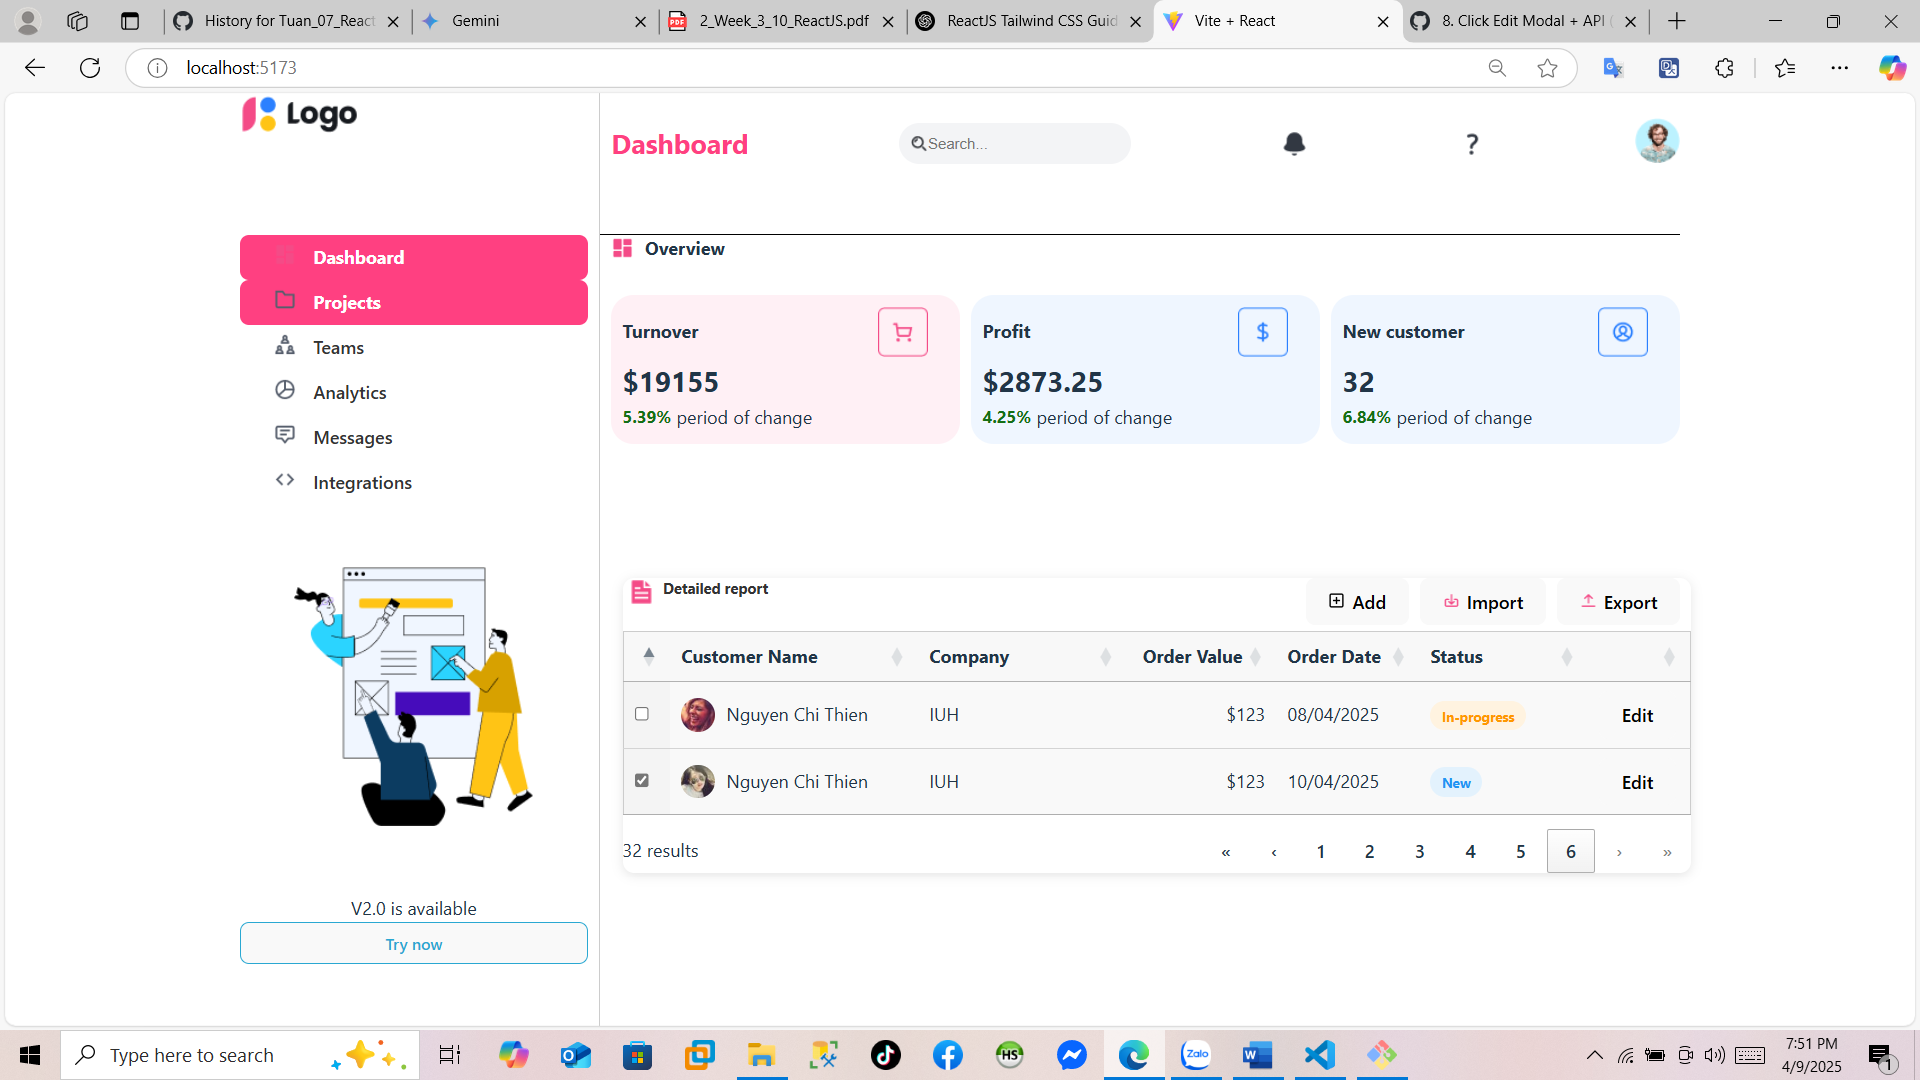 History for Tuan_07_React
Gemini
2_Week_3_10_ReactJS.pdf
ReactJS Tailwind CSS Guid
Vite + React
8. Click Edit Modal + API (
localhost:5173
Logo
Dashboard
Search...
?
Dashboard
Projects
Teams
Analytics
Messages
Integrations
V2.0 is available
Try now
Overview
Turnover
$19155
5.39% period of change
Profit
$
$2873.25
4.25% period of change
New customer
32
6.84% period of change
Detailed report
Add
Import
Export
Customer Name Company Order Value Order Date Status
Nguyen Chi Thien IUH $123 08/04/2025 In-progress Edit
Nguyen Chi Thien IUH $123 10/04/2025 New Edit
32 results
« ‹ 1 2 3 4 5 6 › »
Type here to search
HS
Zalo
7:51 PM
4/9/2025
1